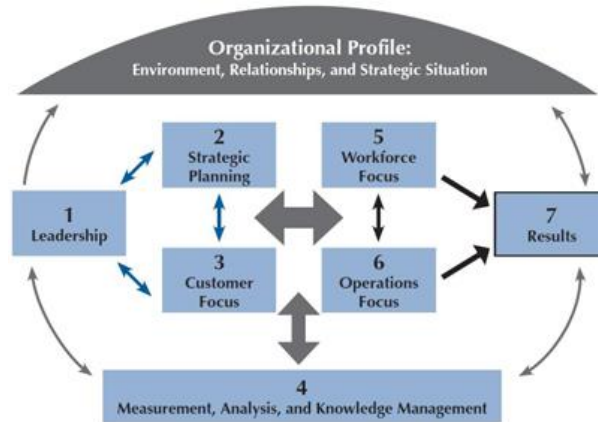 Organizational Profile:
Environment, Relationships, and Strategic Situation
2
Strategic
Planning
5
Workforce
Focus
1
Leadership
7
Results
3
Customer
Focus
6
Operations
Focus
4
Measurement, Analysis, and Knowledge Management